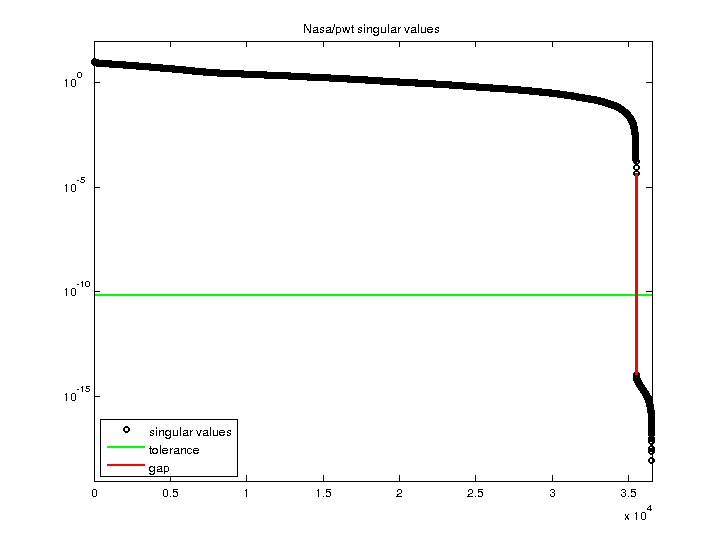 Nasa/pwt singular values
10^0
10^-5
10^-10
10^-15
singular values
tolerance
gap
0 0.5 1 1.5 2 2.5 3 3.5
x 10^4